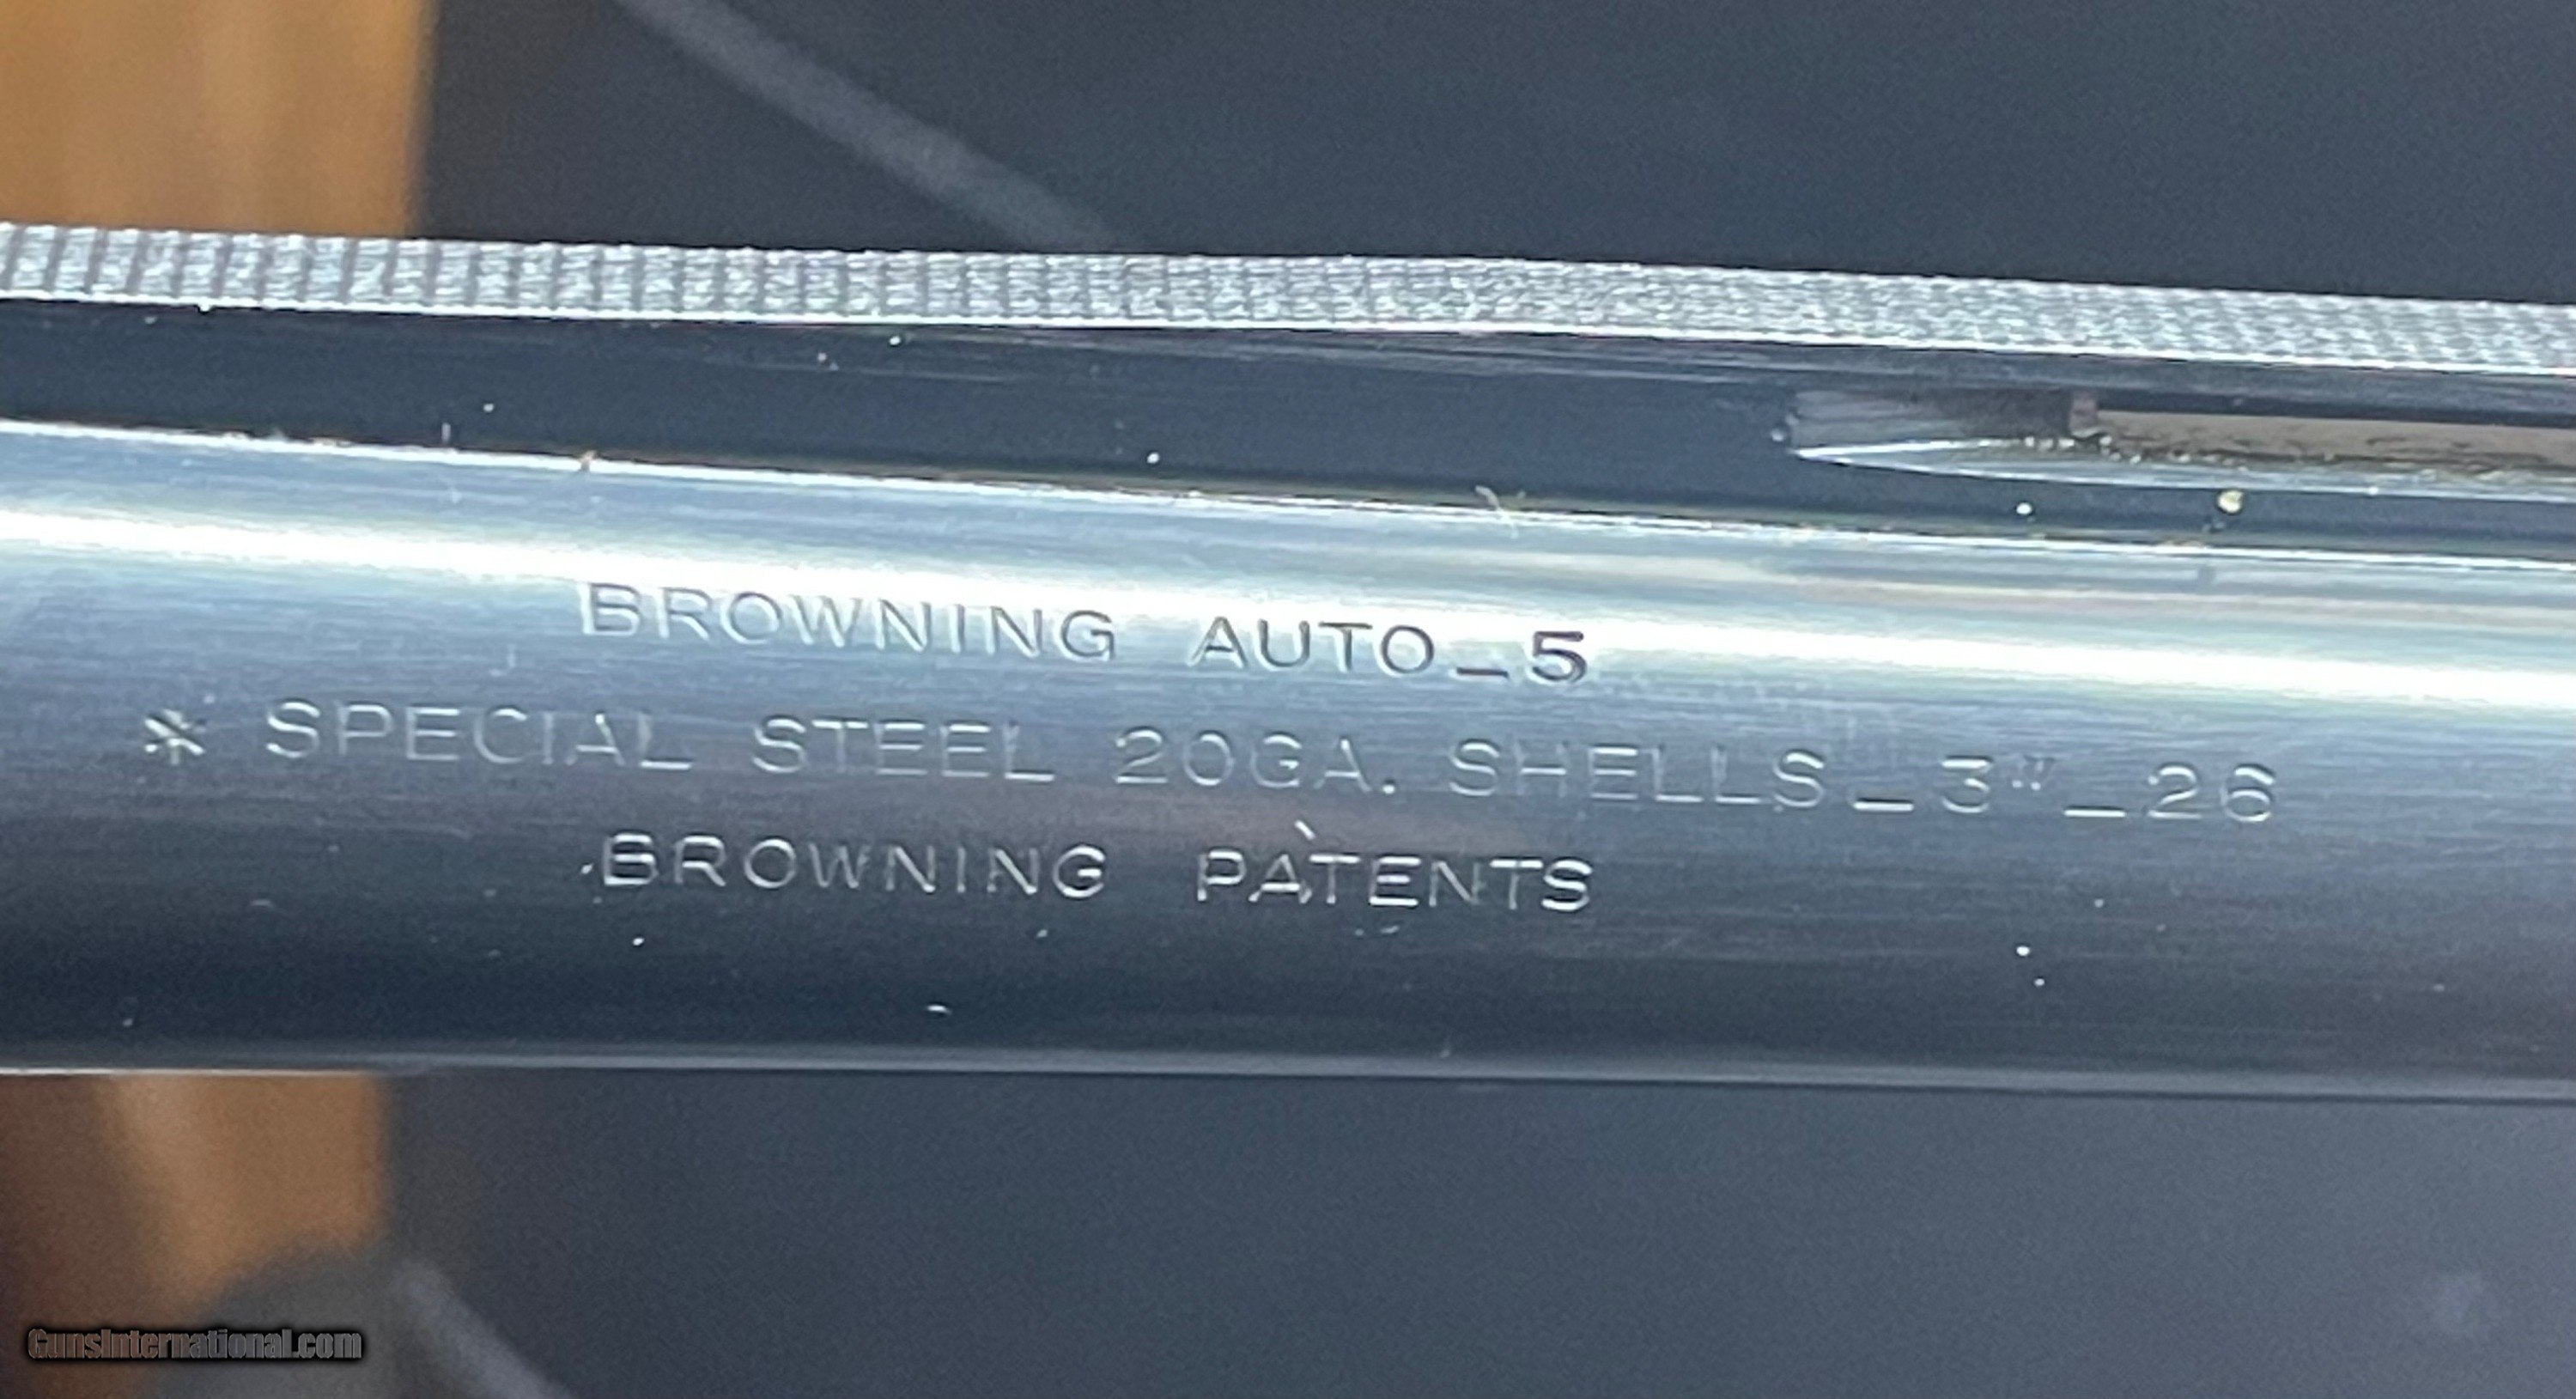 BROWNING AUTO_5
* SPECIAL STEEL 20GA. SHELLS_3"_26
BROWNING PATENTS
GunsInternational.com